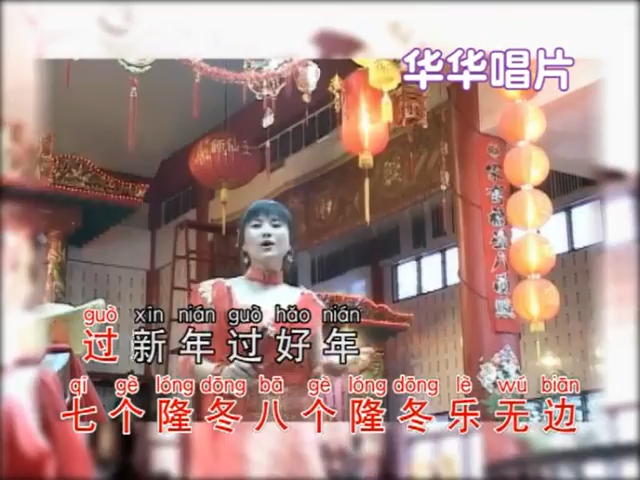 华华唱片
guò xīn nián guò hǎo nián
过新年过好年
qī gè lóng dōng bā gè lóng dōng lè wú biān
七个隆冬八个隆冬乐无边